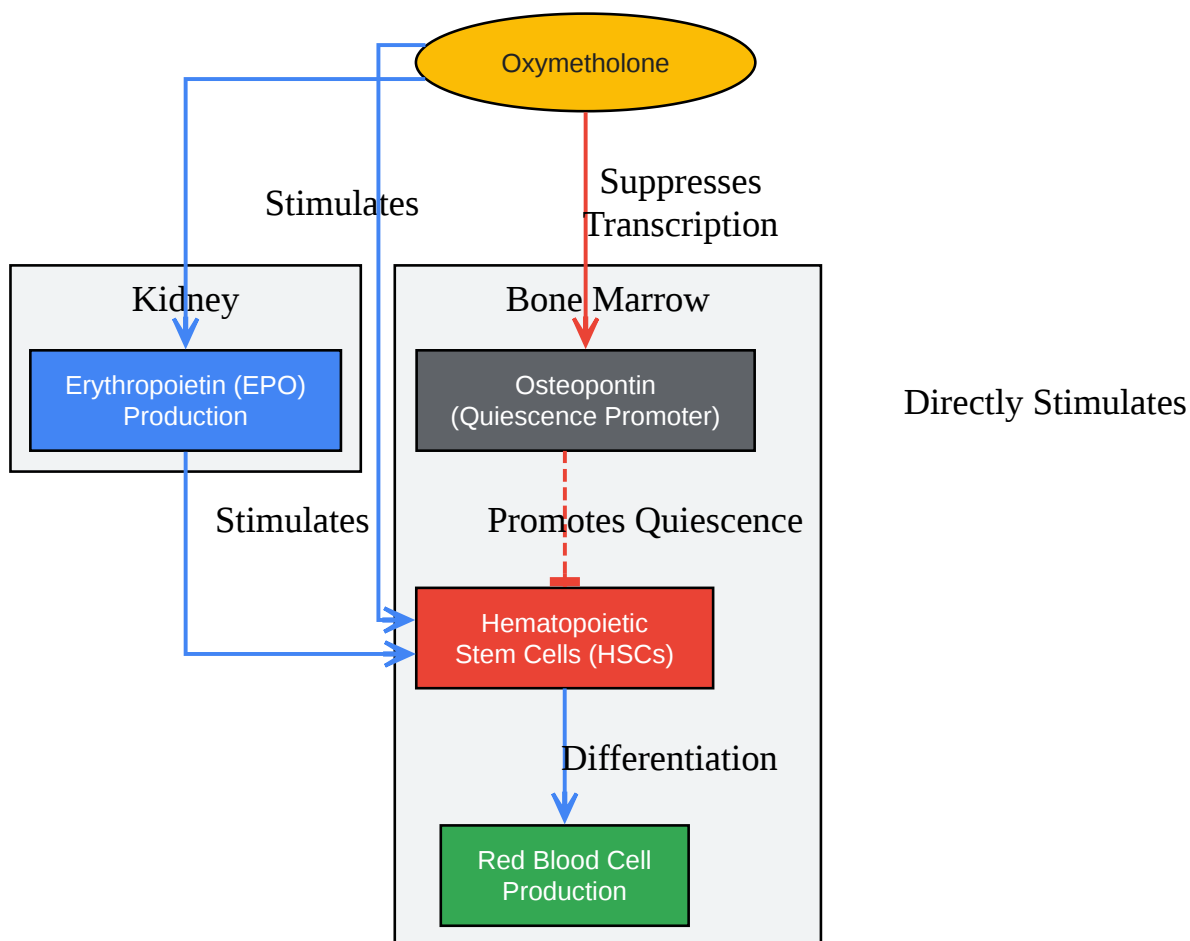 Oxymetholone
Suppresses
Transcription
Stimulates
Kidney
Bone Marrow
Erythropoietin (EPO)
Production
Osteopontin
(Quiescence Promoter)
Directly Stimulates
Stimulates
Promotes Quiescence
Hematopoietic
Stem Cells (HSCs)
Differentiation
Red Blood Cell
Production